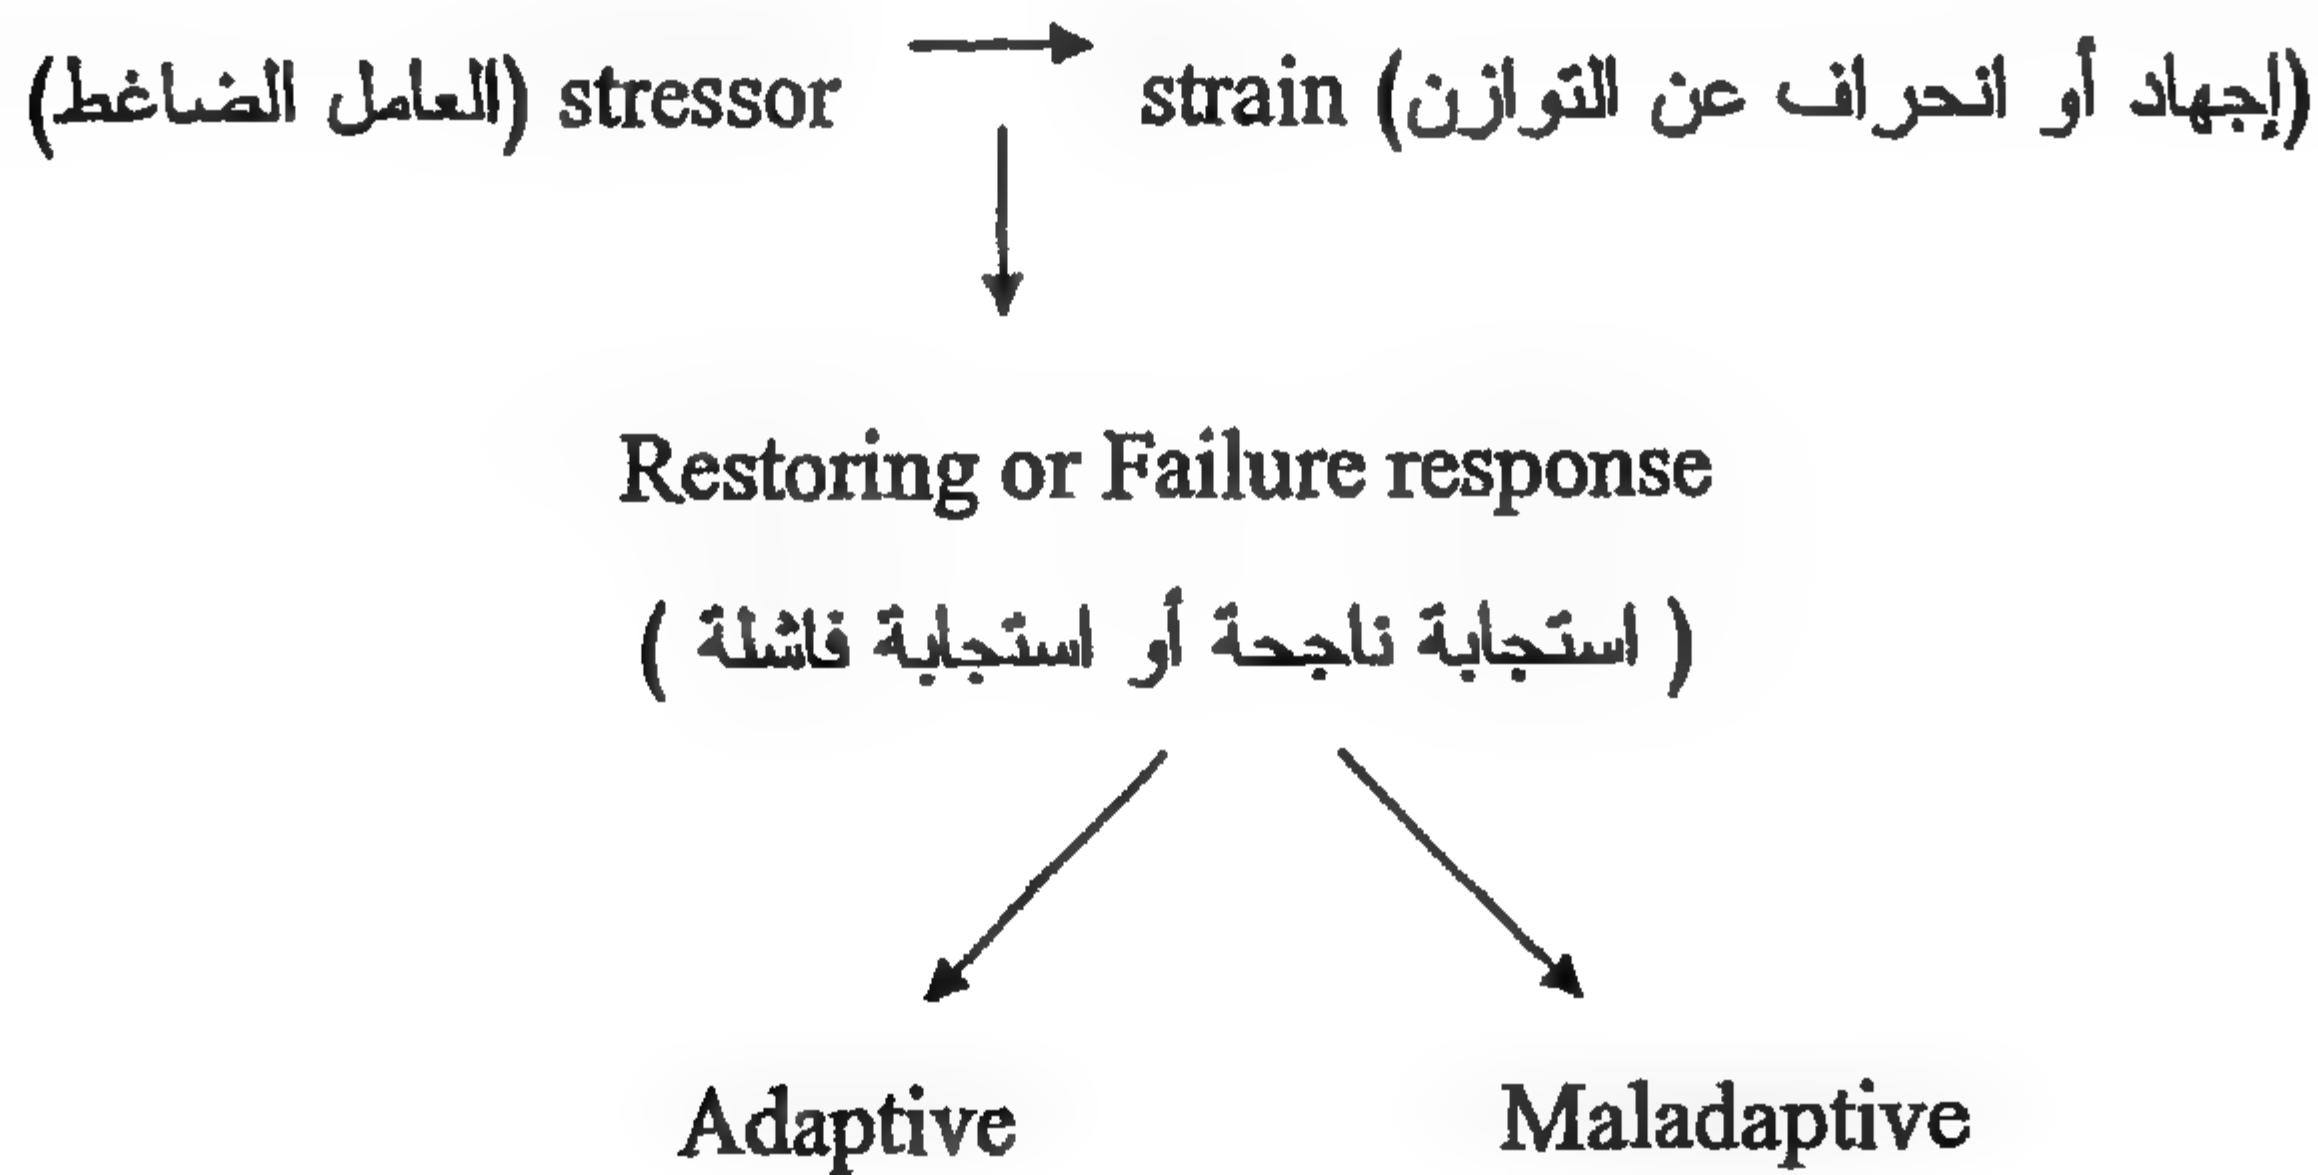 stressor (العامل الضاغط) strain (إجهاد أو انحراف عن التوازن)
Restoring or Failure response
( استجابة ناجحة أو استجابة فاشلة )
Adaptive Maladaptive